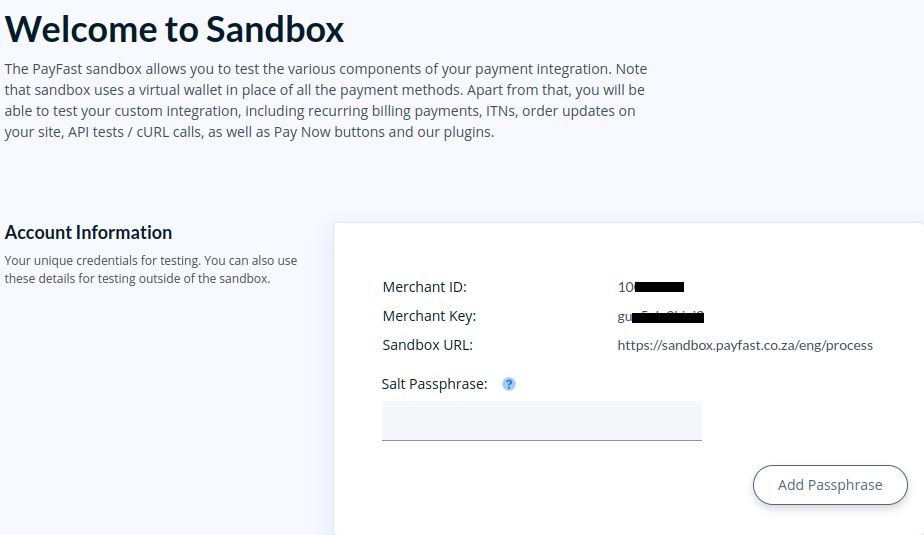 Welcome to Sandbox
The PayFast sandbox allows you to test the various components of your payment integration. Note
that sandbox uses a virtual wallet in place of all the payment methods. Apart from that, you will be
able to test your custom integration, including recurring billing payments, ITNs, order updates on
your site, API tests / cURL calls, as well as Pay Now buttons and our plugins.
Account Information
Your unique credentials for testing. You can also use
these details for testing outside of the sandbox.
Merchant ID:
Merchant Key:
Sandbox URL: https://sandbox.payfast.co.za/eng/process
Salt Passphrase: ?
Add Passphrase